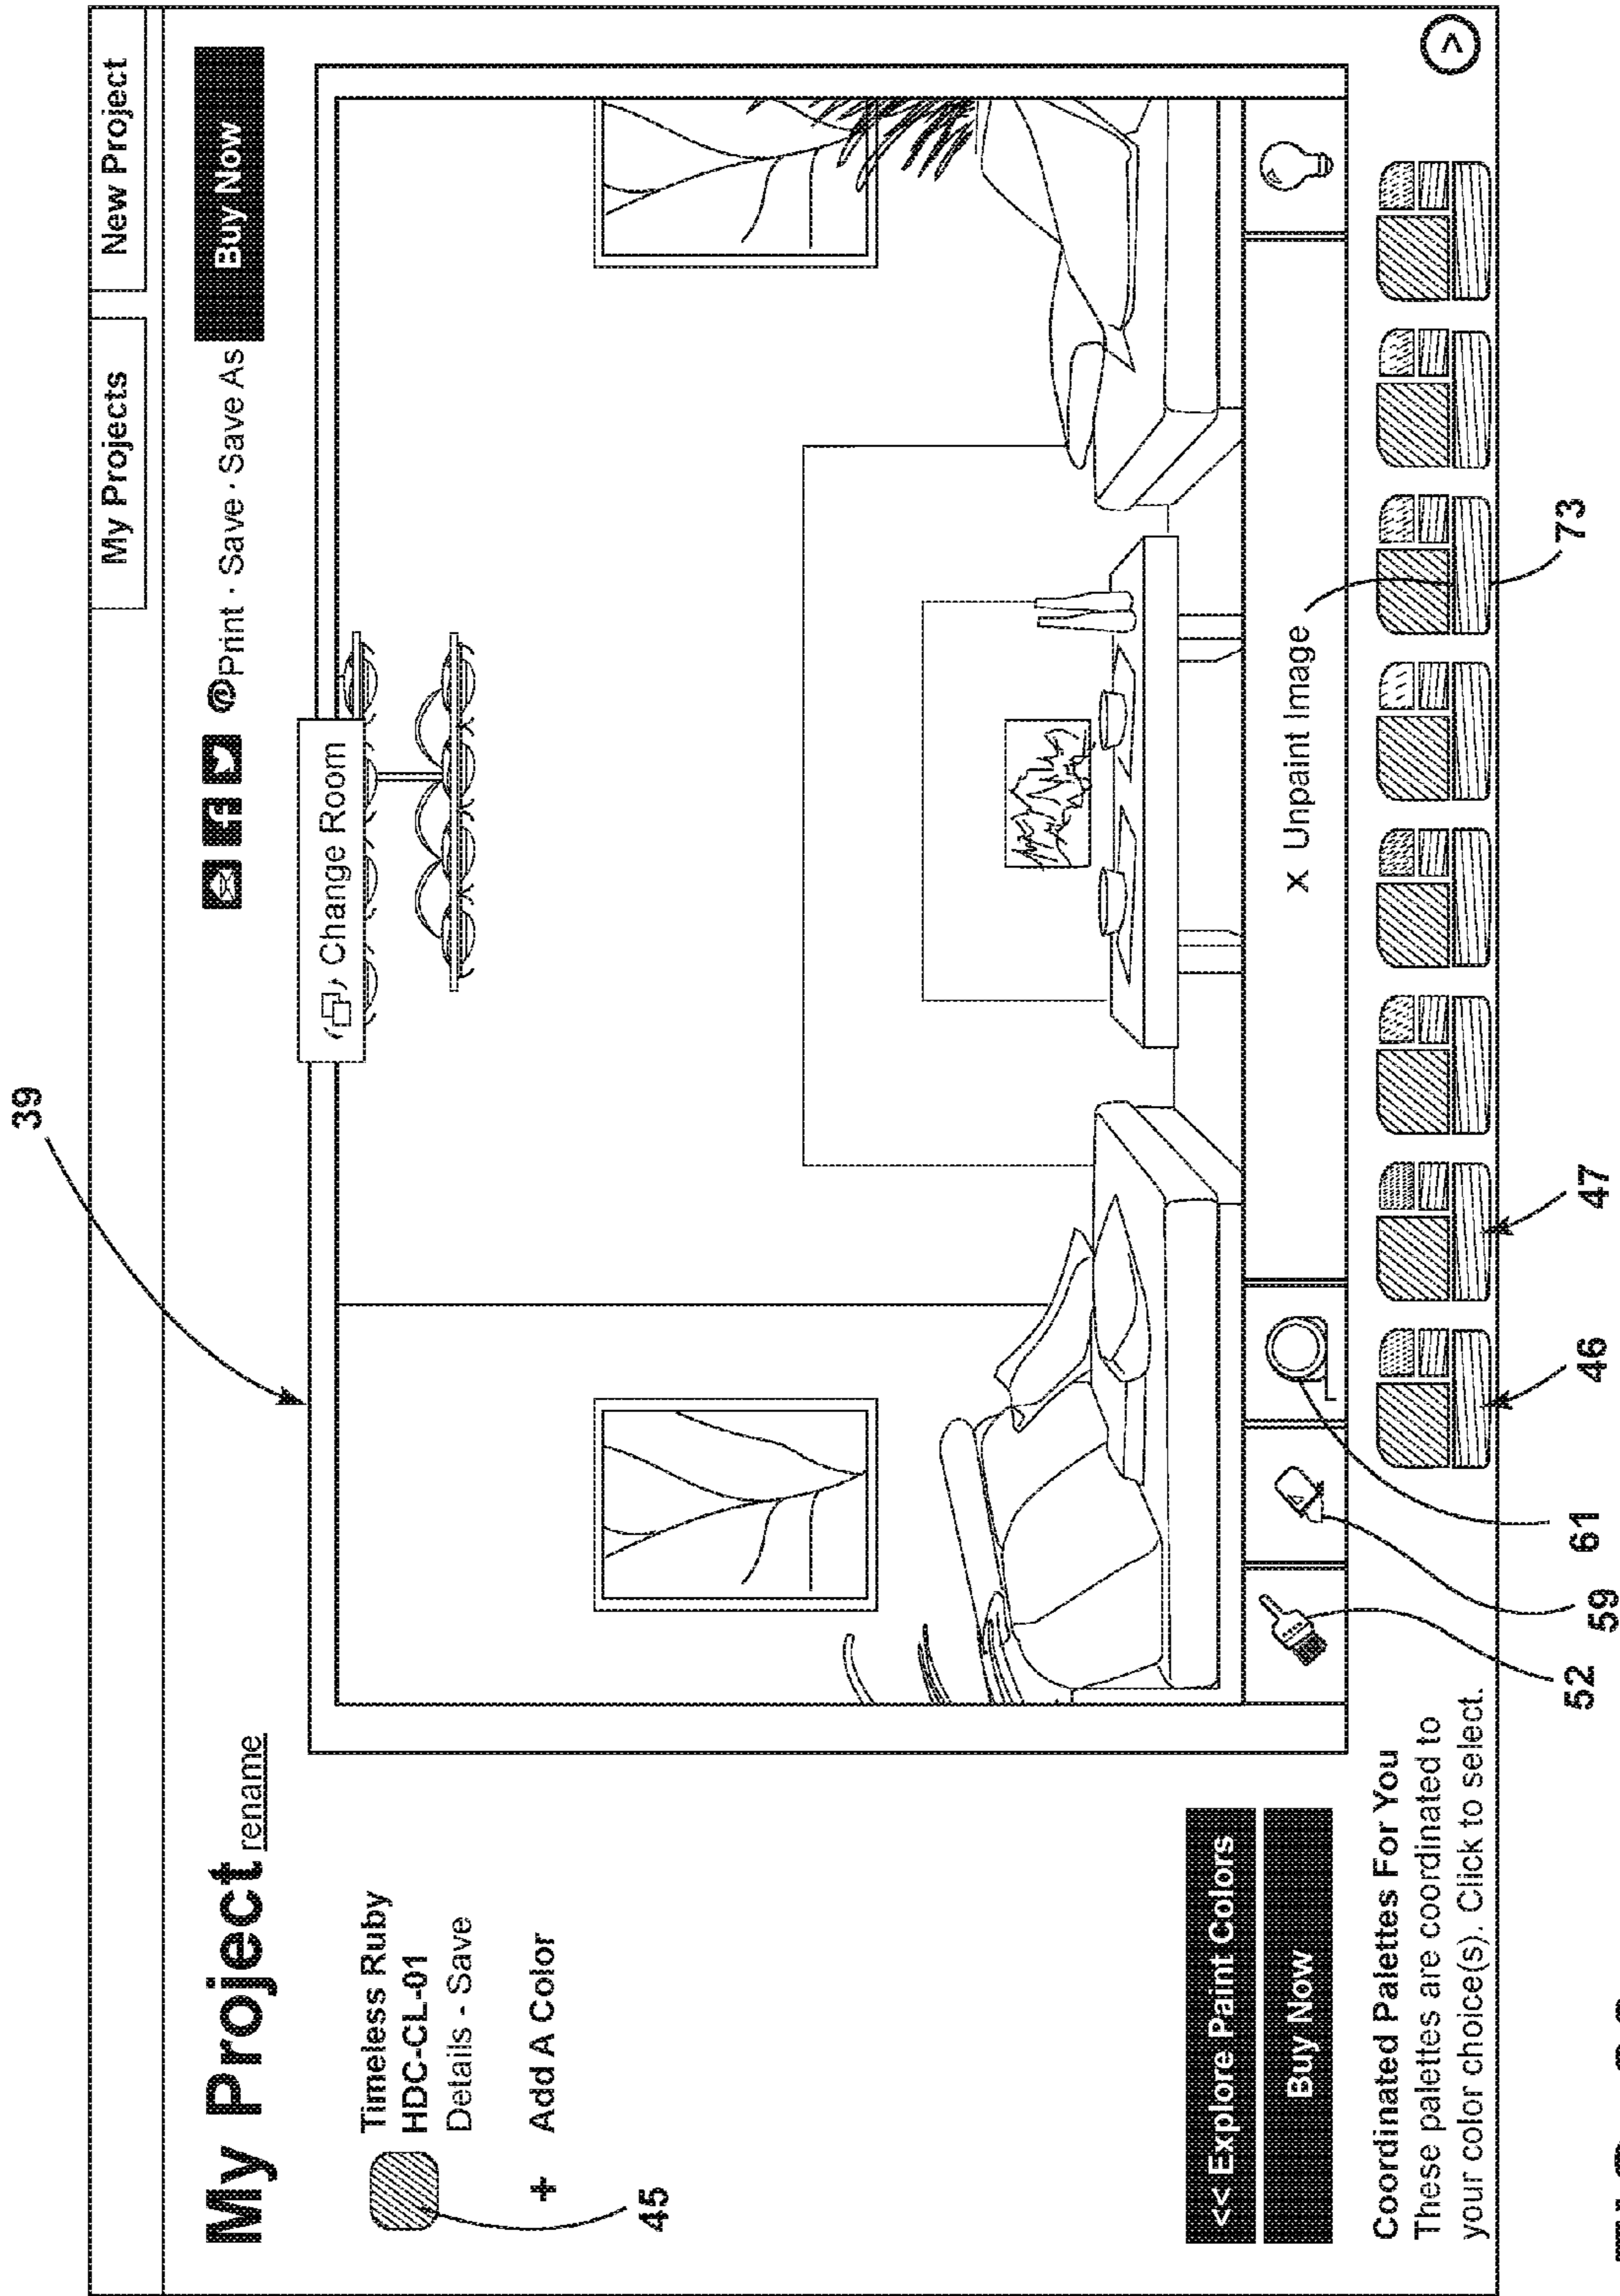 39
My Projects
New Project
My Project rename
Print · Save · Save As
Buy Now
Change Room
Timeless Ruby
HDC-CL-01
Details - Save
+ Add A Color
45
<< Explore Paint Colors
Buy Now
x Unpaint Image
Coordinated Palettes For You
These palettes are coordinated to
your color choice(s). Click to select.
>
52
59
61
46
47
73